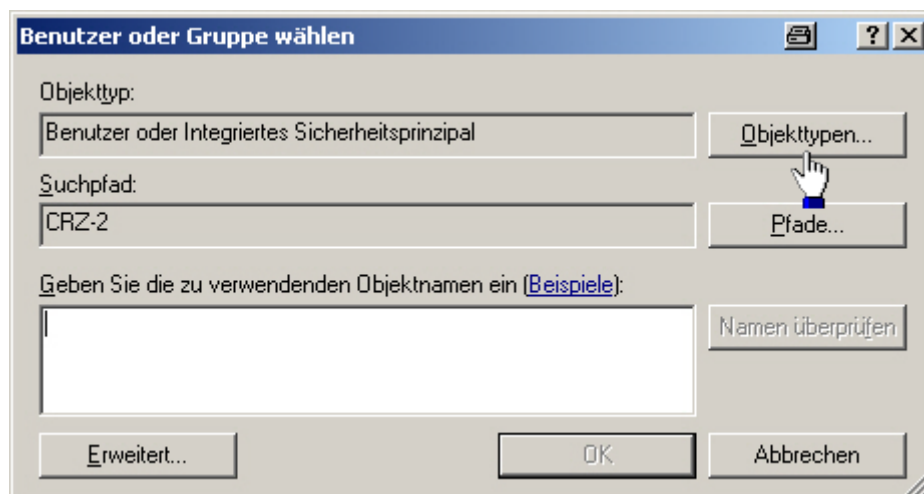 Benutzer oder Gruppe wählen
Objekttyp:
Benutzer oder Integriertes Sicherheitsprinzipal
Objekttypen...
Suchpfad:
CRZ-2
Pfade...
Geben Sie die zu verwendenden Objektnamen ein (Beispiele):
Namen überprüfen
Erweitert...
OK
Abbrechen